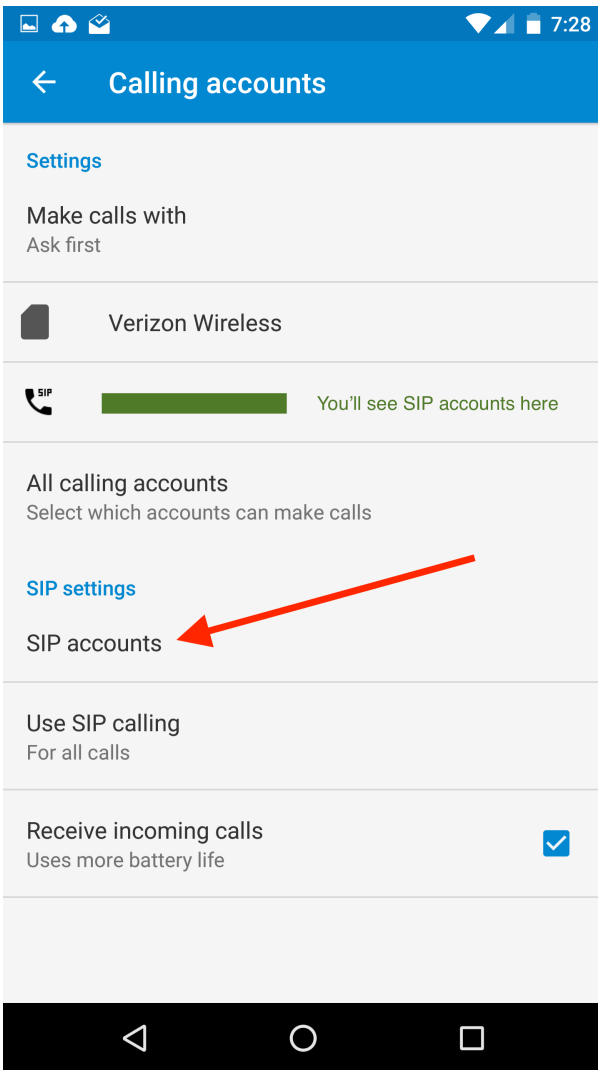 7:28
Calling accounts
Settings
Make calls with
Ask first
Verizon Wireless
SIP
You'll see SIP accounts here
All calling accounts
Select which accounts can make calls
SIP settings
SIP accounts
Use SIP calling
For all calls
Receive incoming calls
Uses more battery life